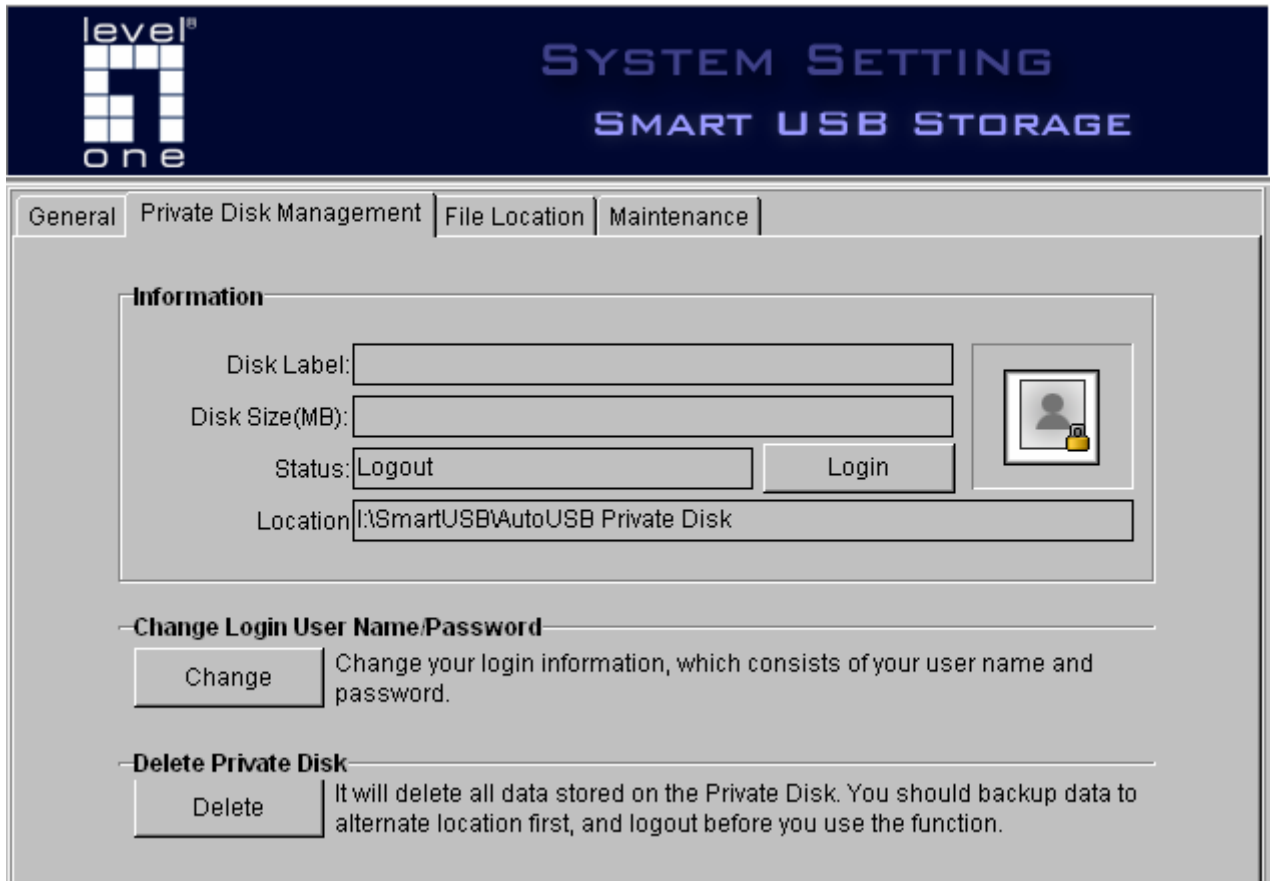 level®
one
SYSTEM SETTING
SMART USB STORAGE
General Private Disk Management File Location Maintenance
Information
Disk Label:
Disk Size(MB):
Status: Logout Login
Location I:\SmartUSB\AutoUSB Private Disk
Change Login User Name/Password
Change
Change your login information, which consists of your user name and
password.
Delete Private Disk
Delete
It will delete all data stored on the Private Disk. You should backup data to
alternate location first, and logout before you use the function.